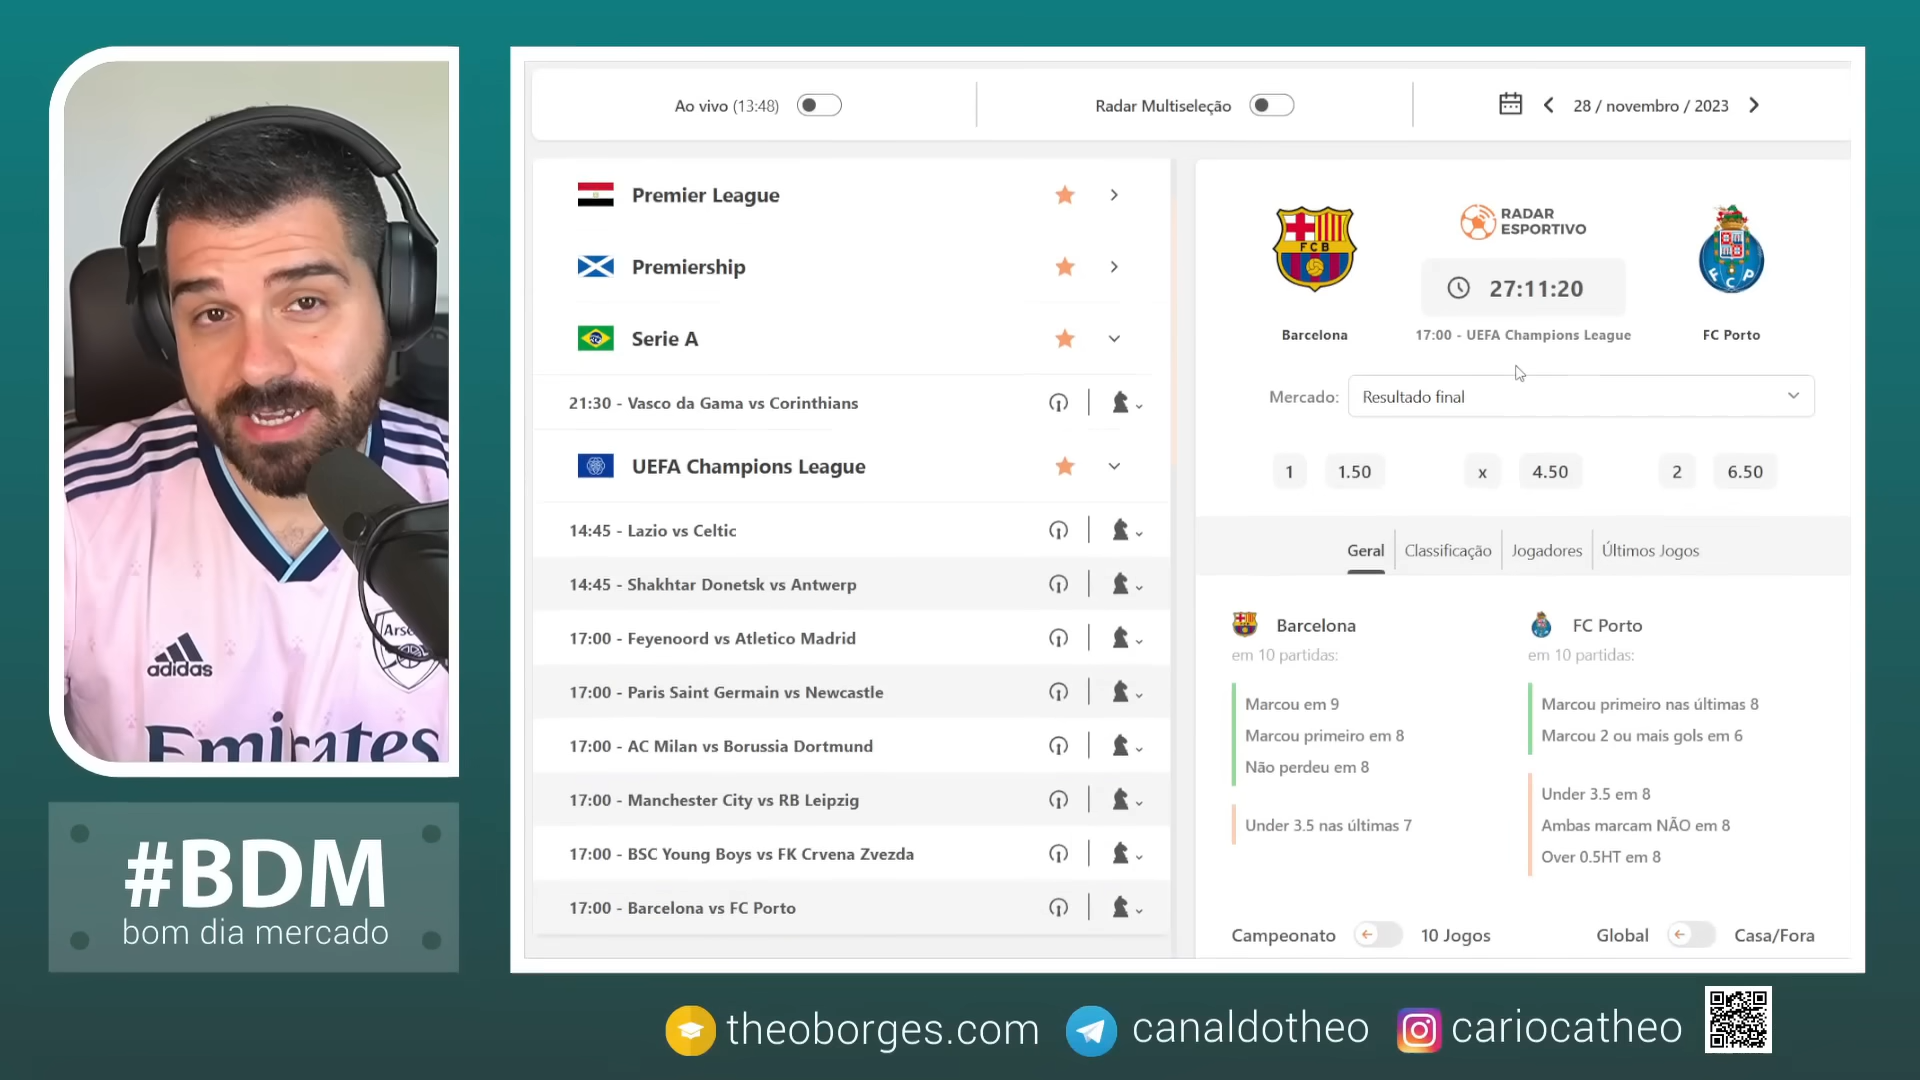 Ao vivo (13:48)
Radar Multiseleção
28 / novembro / 2023
Premier League
Premiership
Serie A
21:30 - Vasco da Gama vs Corinthians
UEFA Champions League
14:45 - Lazio vs Celtic
14:45 - Shakhtar Donetsk vs Antwerp
17:00 - Feyenoord vs Atletico Madrid
17:00 - Paris Saint Germain vs Newcastle
17:00 - AC Milan vs Borussia Dortmund
17:00 - Manchester City vs RB Leipzig
17:00 - BSC Young Boys vs FK Crvena Zvezda
17:00 - Barcelona vs FC Porto
FCB
RADAR
ESPORTIVO
FCP
27:11:20
Barcelona
17:00 - UEFA Champions League
FC Porto
Mercado:
Resultado final
1
1.50
x
4.50
2
6.50
Geral
Classificação
Jogadores
Últimos Jogos
Barcelona
em 10 partidas:
Marcou em 9
Marcou primeiro em 8
Não perdeu em 8
Under 3.5 nas últimas 7
FC Porto
em 10 partidas:
Marcou primeiro nas últimas 8
Marcou 2 ou mais gols em 6
Under 3.5 em 8
Ambas marcam NÃO em 8
Over 0.5HT em 8
Campeonato
10 Jogos
Global
Casa/Fora
adidas
Arse
Emirates
#BDM
bom dia mercado
theoborges.com
canaldotheo
cariocatheo